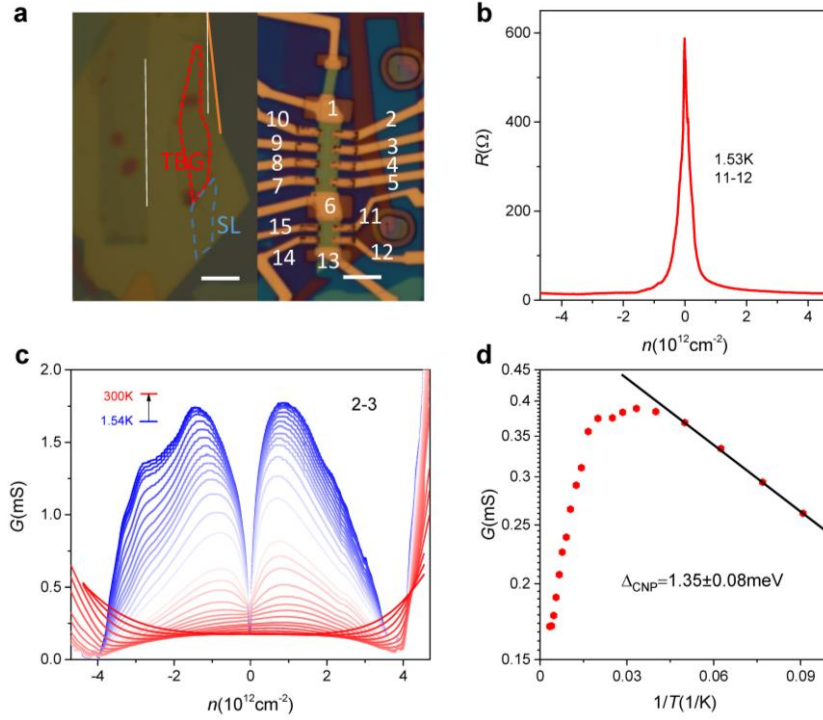 a
TBG
SL
1
10
2
9
3
8
4
7
5
6
11
15
14
13
12
b
600
400
200
0
R(Ω)
1.53K
11-12
-4 -2 0 2 4
n(10¹²cm⁻²)
c
2.0
1.5
1.0
0.5
0.0
G(mS)
300K
1.54K
2-3
-4 -2 0 2 4
n(10¹²cm⁻²)
d
0.45
0.4
0.35
0.3
0.25
0.2
0.15
G(mS)
Δ_CNP=1.35±0.08meV
0 0.03 0.06 0.09
1/T(1/K)